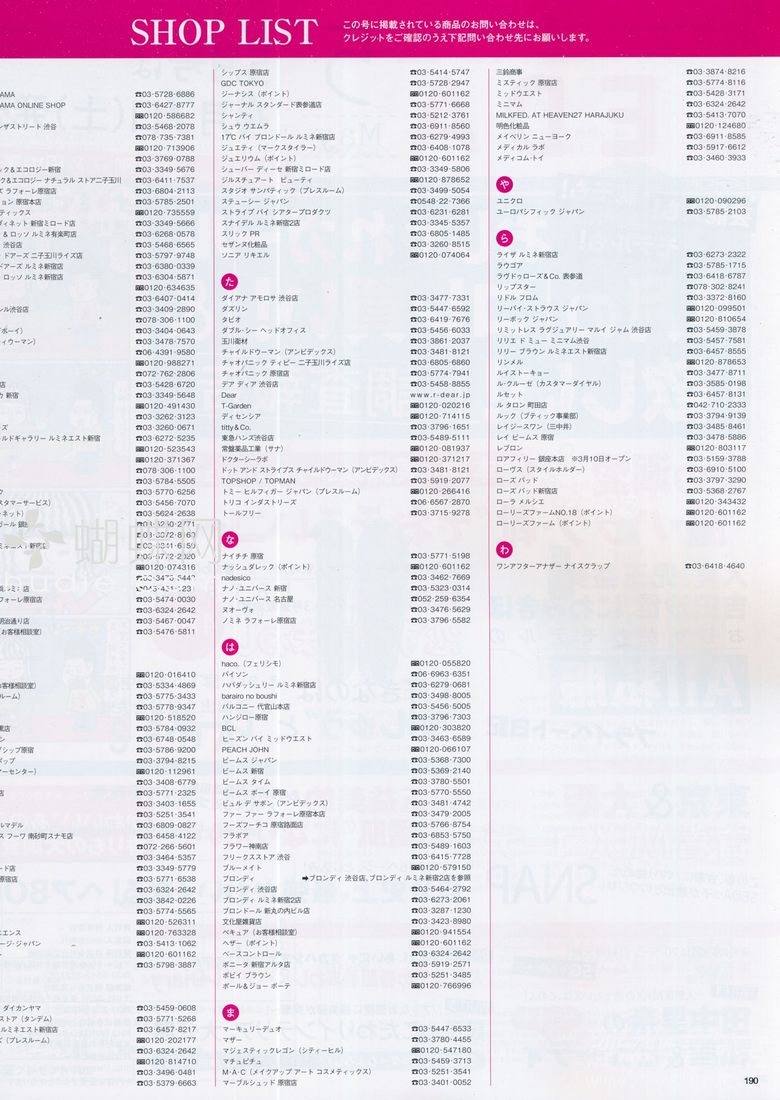 SHOP LIST
この号に掲載されている商品のお問い合わせは、
クレジットをご確認のうえ下記問い合わせ先にお願いします。
AMA ☎03·5728·6886
AMA ONLINE SHOP ☎03·6427·8777
0120·586682
ンザストリート 渋谷 ☎03·5468·2078
☎078·735·7381
0120·713906
☎03·3769·0788
ック&エコロジー新宿 ☎03·3349·5676
ク&エコロジー ナチュラル ストア二子玉川 ☎03·6411·7537
ズ ラフォーレ原宿店 ☎03·6804·2113
ョン 原宿本店 ☎03·5785·2501
ティックス 0120·735559
ヴィネット 新宿ミロード店 ☎03·3349·5666
& ロッソ ルミネ有楽町店 ☎03·6268·0578
渋谷店 ☎03·5468·6565
ドアーズ 二子玉川ライズ店 ☎03·5797·9748
ドアーズ ルミネ新宿店 ☎03·6380·0339
ロッソ ルミネ新宿店 ☎03·6304·5871
0120·634635
☎03·6407·0414
ンル渋谷店 ☎03·3409·2890
☎078·306·1100
ボーイ） ☎03·3404·0643
ィウーマン） ☎03·3478·7570
☎06·4391·9580
0120·988271
☎072·762·2806
店 ☎03·5428·6720
ウ 新宿 ☎03·3349·5648
0120·491430
☎03·3262·3123
ズ ☎03·3260·0671
ルドギャラリー ルミネエスト新宿 ☎03·6272·5235
0120·523543
0120·371367
☎078·306·1100
☎03·5784·5505
ク ☎03·5770·6256
スタマーサービス） ☎03·5456·7070
ネット） ☎03·5624·2638
☎03·5474·0030
フォーレ原宿店
☎03·6324·2642
明治通り店 ☎03·5467·0047
（お客様相談室） ☎03·5476·5811
0120·016410
お客様相談室） ☎03·5334·4869
ルーム） ☎03·5775·3433
☎03·5778·9347
0120·518520
黒店 ☎03·5784·0932
ン ☎03·6748·0548
グシップ原宿 ☎03·5786·9200
ップ ☎03·3794·8215
マーセンター） 0120·112961
☎03·3408·6779
店 ☎03·5771·2325
☎03·3403·1655
☎03·5251·3541
ルマデル ☎03·6809·0827
ス フーワ 南砂町スナモ店 ☎03·6458·4122
☎072·266·5601
☎03·3464·5357
ード店 ☎03·3349·5779
原宿店 ☎03·5771·6538
☎03·6324·2642
☎03·3842·0226
☎03·5774·5565
0120·526311
エンス 0120·763328
ージ·ジャパン ☎03·5413·1062
ト） 0120·601162
☎03·5798·3887
ダイカンヤマ ☎03·5459·0608
ストア（タンデム） ☎03·5771·5268
ルミネエスト新宿店 ☎03·6457·8217
ズ（プレスルーム） 0120·202177
☎03·6324·2642
0120·814710
☎03·3496·0481
☎03·5379·6663
シップス 原宿店 ☎03·5414·5747
GDC TOKYO ☎03·5728·2947
ジーナシス（ポイント） 0120·601162
ジャーナル スタンダード表参道店 ☎03·5771·6668
シャンティ ☎03·5212·3761
シュウ ウエムラ ☎03·6911·8560
17℃ バイ ブロンドール ルミネ新宿店 ☎03·6279·4993
ジュエティ（マークスタイラー） ☎03·6408·1078
ジュエリウム（ポイント） 0120·601162
シューバー ディーセ 新宿ミロード店 ☎03·3349·5806
ジルスチュアート ビューティ 0120·878652
スタジオ サンパティック（プレスルーム） ☎03·3499·5054
ステューシー ジャパン ☎0548·22·7366
ストライプ バイ シアタープロダクツ ☎03·6231·6281
スナイデル ルミネ新宿2店 ☎03·3345·5357
スリック PR ☎03·6805·1485
セザンヌ化粧品 ☎03·3260·8515
ソニア リキエル 0120·074064
た
ダイアナ アモロサ 渋谷店 ☎03·3477·7331
ダスリン ☎03·5447·6592
タビオ ☎03·6419·7676
ダブル·シー ヘッドオフィス ☎03·5456·6033
玉川面材 ☎03·3861·2037
チャイルドウーマン（アンビデックス） ☎03·3481·8121
チャオパニック ティピー 二子玉川ライズ店 ☎03·6805·6860
チャオパニック 原宿店 ☎03·5774·7941
デア ディア 渋谷店 ☎03·5458·8855
Dear www.r-dear.jp
T-Garden 0120·020216
ディセンシア 0120·714115
titty&Co. ☎03·3796·1651
東急ハンズ渋谷店 ☎03·5489·5111
常盤薬品工業（サナ） 0120·081937
ドクターシーラボ 0120·371217
ドット アンド ストライプス チャイルドウーマン（アンビデックス） ☎03·3481·8121
TOPSHOP / TOPMAN ☎03·5919·2077
トミー ヒルフィガー ジャパン（プレスルーム） 0120·266416
トリコ インダストリーズ ☎06·6567·2870
トールフリー ☎03·3715·9278
な
ナイチチ 原宿 ☎03·5771·5198
ナッシュダレック（ポイント） 0120·601162
nadesico ☎03·3462·7669
ナノ·ユニバース 新宿 ☎03·5323·0314
ナノ·ユニバース 名古屋 ☎052·259·6354
ヌオーヴォ ☎03·3476·5629
ノミネ ラフォーレ原宿店 ☎03·3796·5582
は
haco.（フェリシモ） 0120·055820
バイソン ☎06·6963·6351
ハバダッシュリー ルミネ新宿店 ☎03·6279·0681
barairo no boushi ☎03·3498·8005
バルコニー 代官山本店 ☎03·5456·5005
ハンジロー原宿 ☎03·3796·7303
BCL 0120·303820
ヒーズン バイ ミッドウエスト ☎03·3463·6589
PEACH JOHN 0120·066107
ビームス ジャパン ☎03·5368·7300
ビームス 新宿 ☎03·5369·2140
ビームス タイム ☎03·3780·5501
ビームス ボーイ 原宿 ☎03·5770·5550
ビュル デ サボン（アンビデックス） ☎03·3481·4742
ファー ファー ラフォーレ原宿本店 ☎03·3479·2005
フーズフーチコ 原宿路面店 ☎03·5766·8754
フラボア ☎03·6853·5750
フラワー神南店 ☎03·5489·1603
フリークスストア 渋谷 ☎03·6415·7728
ブルーメイト 0120·579150
ブロンディ ➡ブロンディ 渋谷店、ブロンディ ルミネ新宿2店を参照
ブロンディ 渋谷店 ☎03·5464·2792
ブロンディ ルミネ新宿2店 ☎03·6273·2061
ブロンドール 新丸の内ビル店 ☎03·3287·1230
文化屋雑貨店 ☎03·3423·8980
ベキュア（お客様相談室） 0120·941554
ヘザー（ポイント） 0120·601162
ベースコントロール ☎03·6324·2642
ボニータ 新宿アルタ店 ☎03·5919·2571
ボビイ ブラウン ☎03·5251·3485
ポール&ジョー ボーテ 0120·766996
ま
マーキュリーデュオ ☎03·5447·6533
マザー ☎03·3780·4455
マジェスティックレゴン（シティーヒル） 0120·547180
マチュピチュ ☎03·5459·3713
M·A·C（メイクアップ アート コスメティックス） ☎03·5251·3541
マーブルシュッド 原宿店 ☎03·3401·0052
三鈴商事 ☎03·3874·8216
ミスティック 原宿店 ☎03·5774·8116
ミッドウエスト ☎03·5428·3171
ミニマム ☎03·6324·2642
MILKFED. AT HEAVEN27 HARAJUKU ☎03·5413·7070
明色化粧品 0120·124680
メイベリン ニューヨーク ☎03·6911·8585
メディカル ラボ ☎03·5917·6612
メディコム·トイ ☎03·3460·3933
や
ユニクロ 0120·090296
ユーロパシフィック ジャパン ☎03·5785·2103
ら
ライザ ルミネ新宿店 ☎03·6273·2322
ラウゴア ☎03·5785·1715
ラヴドゥローズ&Co. 表参道 ☎03·6418·6787
リップスター ☎078·302·8241
リドル フロム ☎03·3372·8160
リーバイ·ストラウス ジャパン 0120·099501
リーボック ジャパン 0120·810654
リミットレス ラグジュアリー マルイ ジャム 渋谷店 ☎03·5459·3878
リリエ ド ミュー ミニマム渋谷 ☎03·5457·7581
リリー ブラウン ルミネエスト新宿店 ☎03·6457·8555
リンメル 0120·878653
ルイストーキョー ☎03·3477·8711
ル·クルーゼ（カスタマーダイヤル） ☎03·3585·0198
ルセット ☎03·6457·8131
ル タロン 町田店 ☎042·710·2333
ルック（ブティック事業部） ☎03·3794·9139
レイジースワン（三中井） ☎03·3485·8461
レイ ビームス 原宿 ☎03·3478·5886
レブロン 0120·803117
ロアフィリー 銀座本店 ※3月10日オープン ☎03·5159·3788
ローヴス（スタイルホルダー） ☎03·6910·5100
ローズ バッド ☎03·3797·3290
ローズ バッド新宿店 ☎03·5368·2767
ローラ メルシエ 0120·343432
ローリーズファームNO.18（ポイント） 0120·601162
ローリーズファーム（ポイント） 0120·601162
わ
ワンアフターアナザー ナイスクラップ ☎03·6418·4640
190